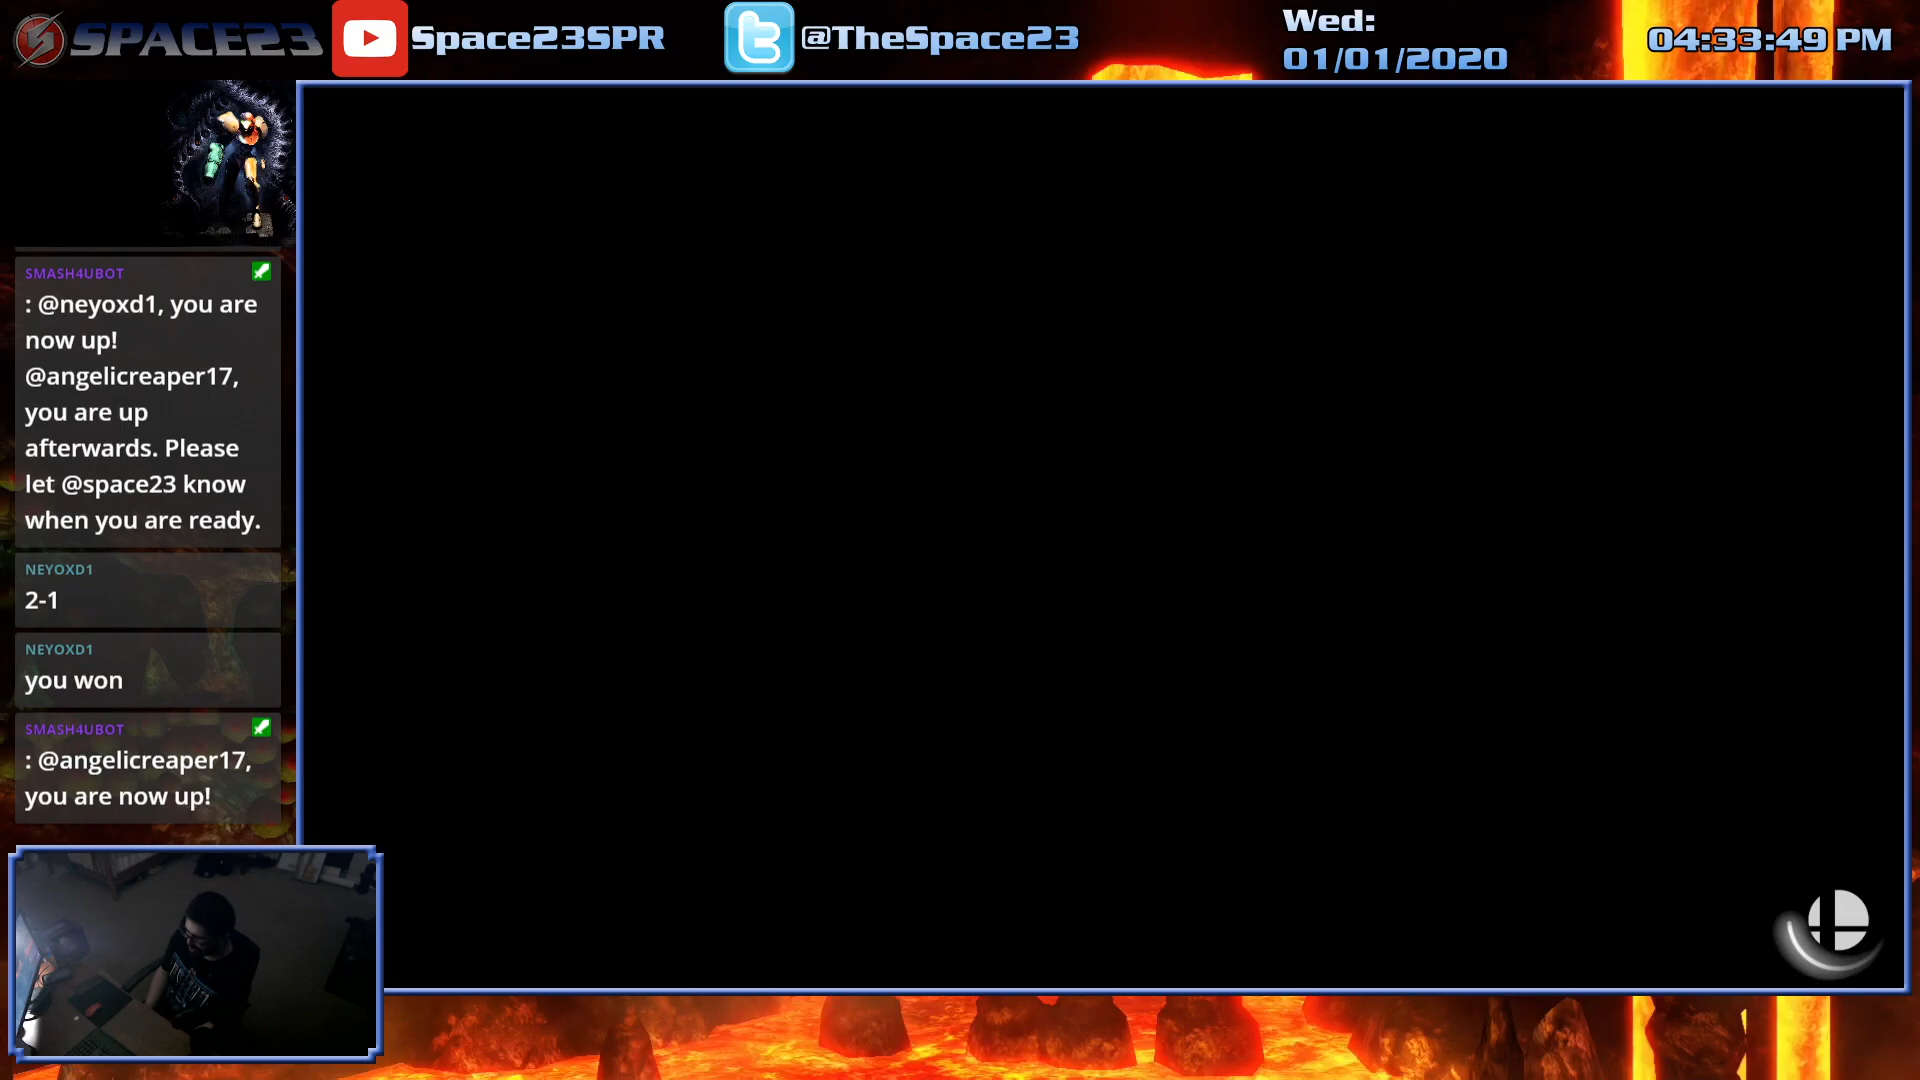 SPACE23
Space23SPR
@TheSpace23
Wed:
01/01/2020
04:33:49 PM
SMASH4UBOT
: @neyoxd1, you are
now up!
@angelicreaper17,
you are up
afterwards. Please
let @space23 know
when you are ready.
NEYOXD1
2-1
NEYOXD1
you won
SMASH4UBOT
: @angelicreaper17,
you are now up!